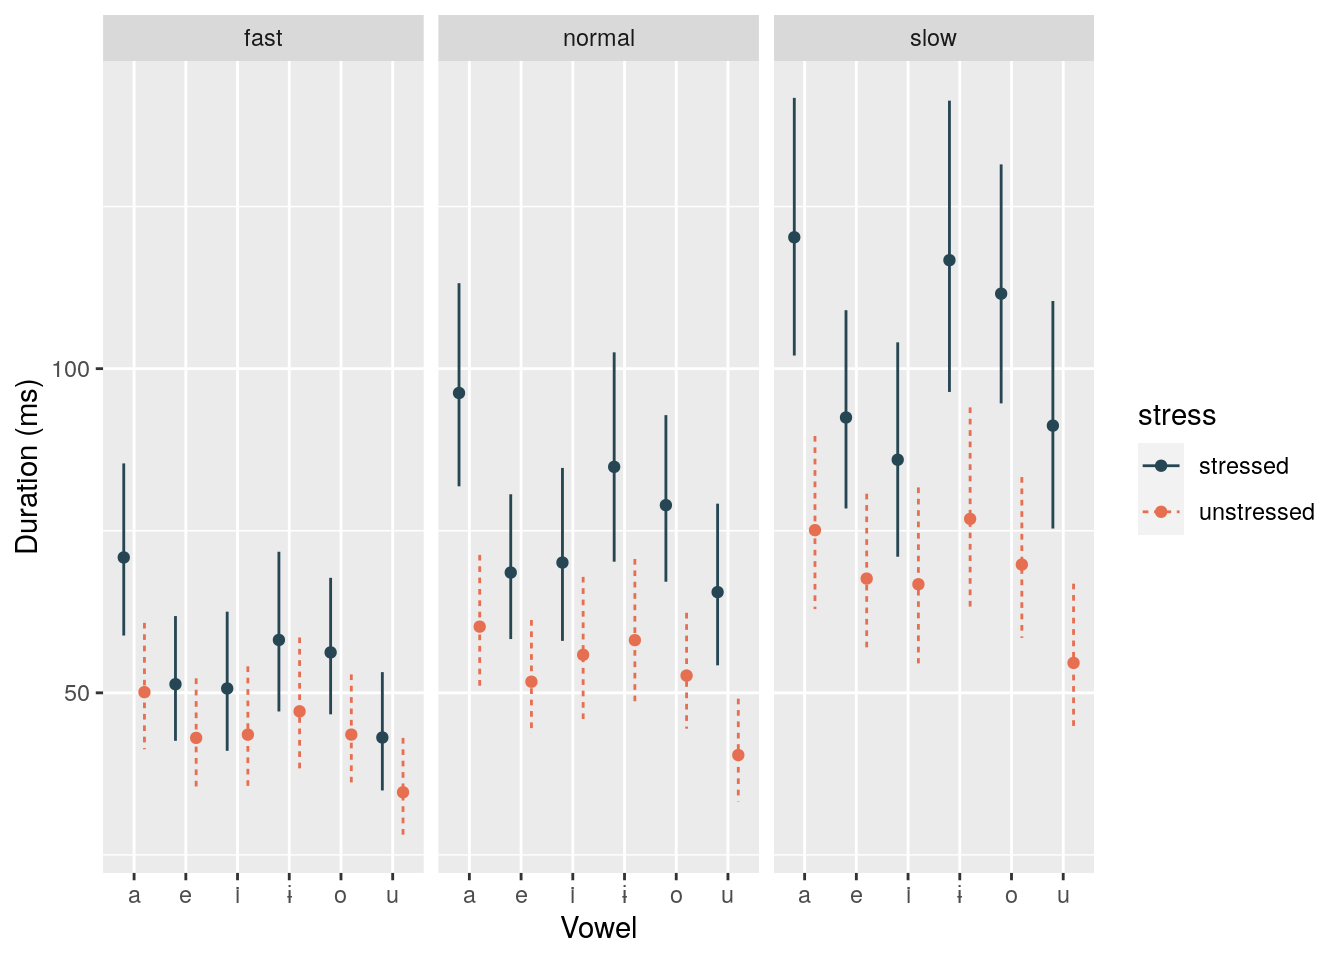 fast normal slow
Duration (ms)
100
50
a e i ɨ o u a e i ɨ o u a e i ɨ o u
Vowel
stress
stressed
unstressed